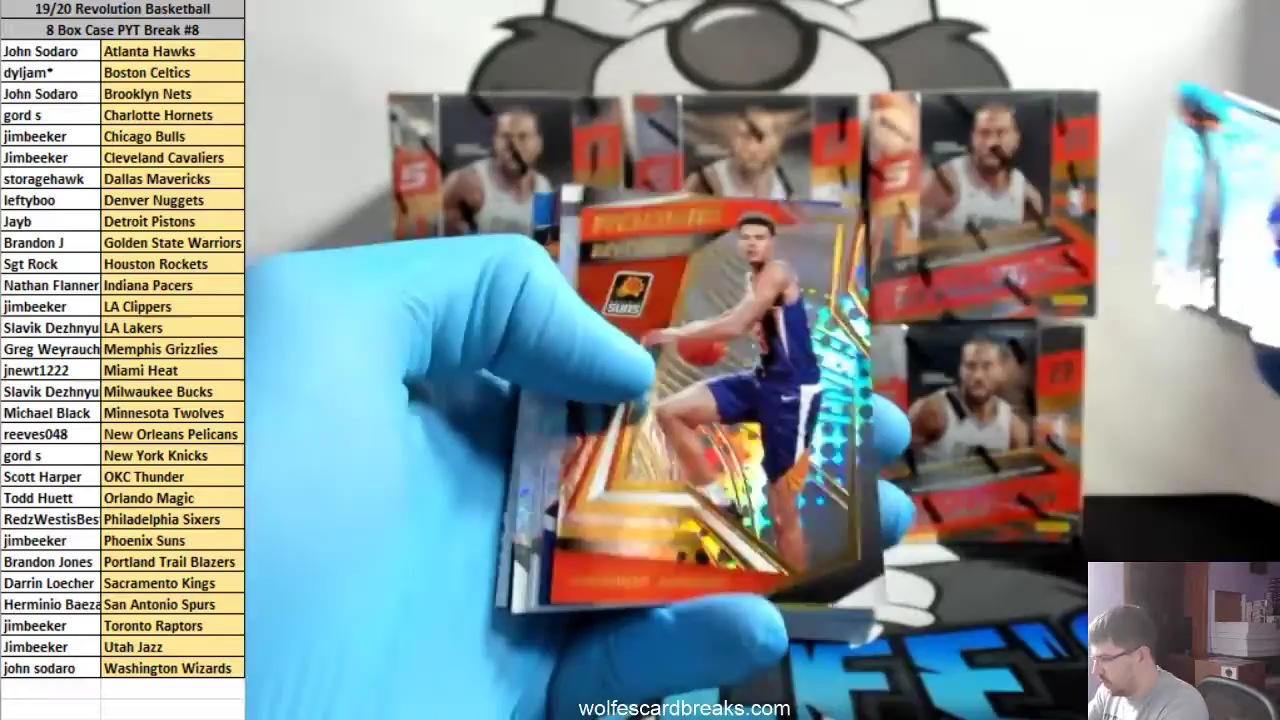 19/20 Revolution Basketball
8 Box Case PYT Break #8
John Sodaro Atlanta Hawks
dyljam* Boston Celtics
John Sodaro Brooklyn Nets
gord s Charlotte Hornets
jimbeeker Chicago Bulls
Jimbeeker Cleveland Cavaliers
storagehawk Dallas Mavericks
leftyboo Denver Nuggets
Jayb Detroit Pistons
Brandon J Golden State Warriors
Sgt Rock Houston Rockets
Nathan Flanner Indiana Pacers
jimbeeker LA Clippers
Slavik Dezhnyu LA Lakers
Greg Weyrauch Memphis Grizzlies
jnewt1222 Miami Heat
Slavik Dezhnyu Milwaukee Bucks
Michael Black Minnesota Twolves
reeves048 New Orleans Pelicans
gord s New York Knicks
Scott Harper OKC Thunder
Todd Huett Orlando Magic
RedzWestisBes Philadelphia Sixers
jimbeeker Phoenix Suns
Brandon Jones Portland Trail Blazers
Darrin Loecher Sacramento Kings
Herminio Baeza San Antonio Spurs
jimbeeker Toronto Raptors
Jimbeeker Utah Jazz
john sodaro Washington Wizards
SUNS
wolfescardbreaks.com